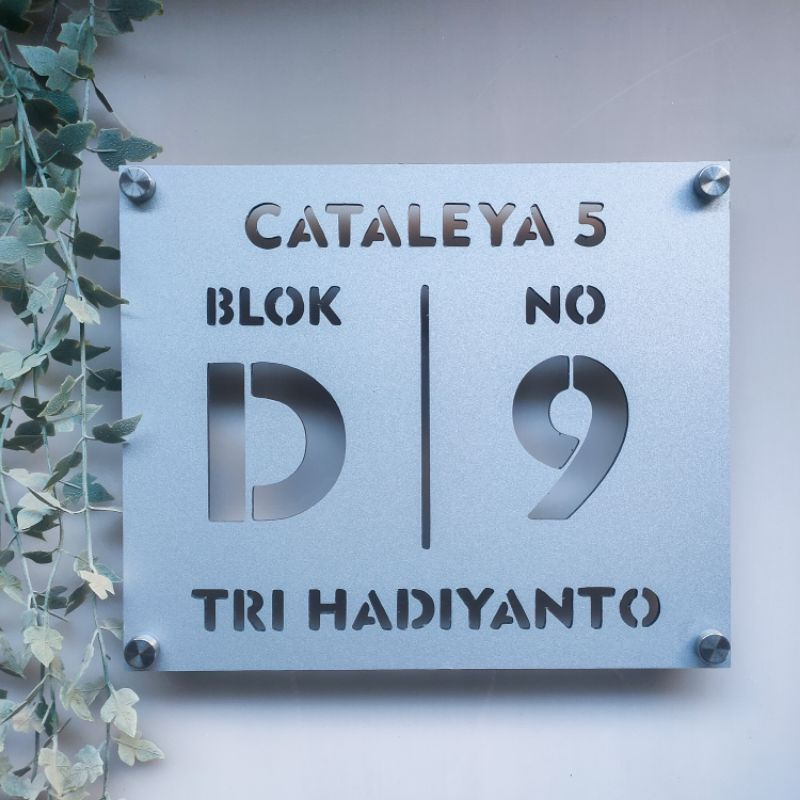 CATALEYA 5
BLOK NO
D 9
TRI HADIYANTO